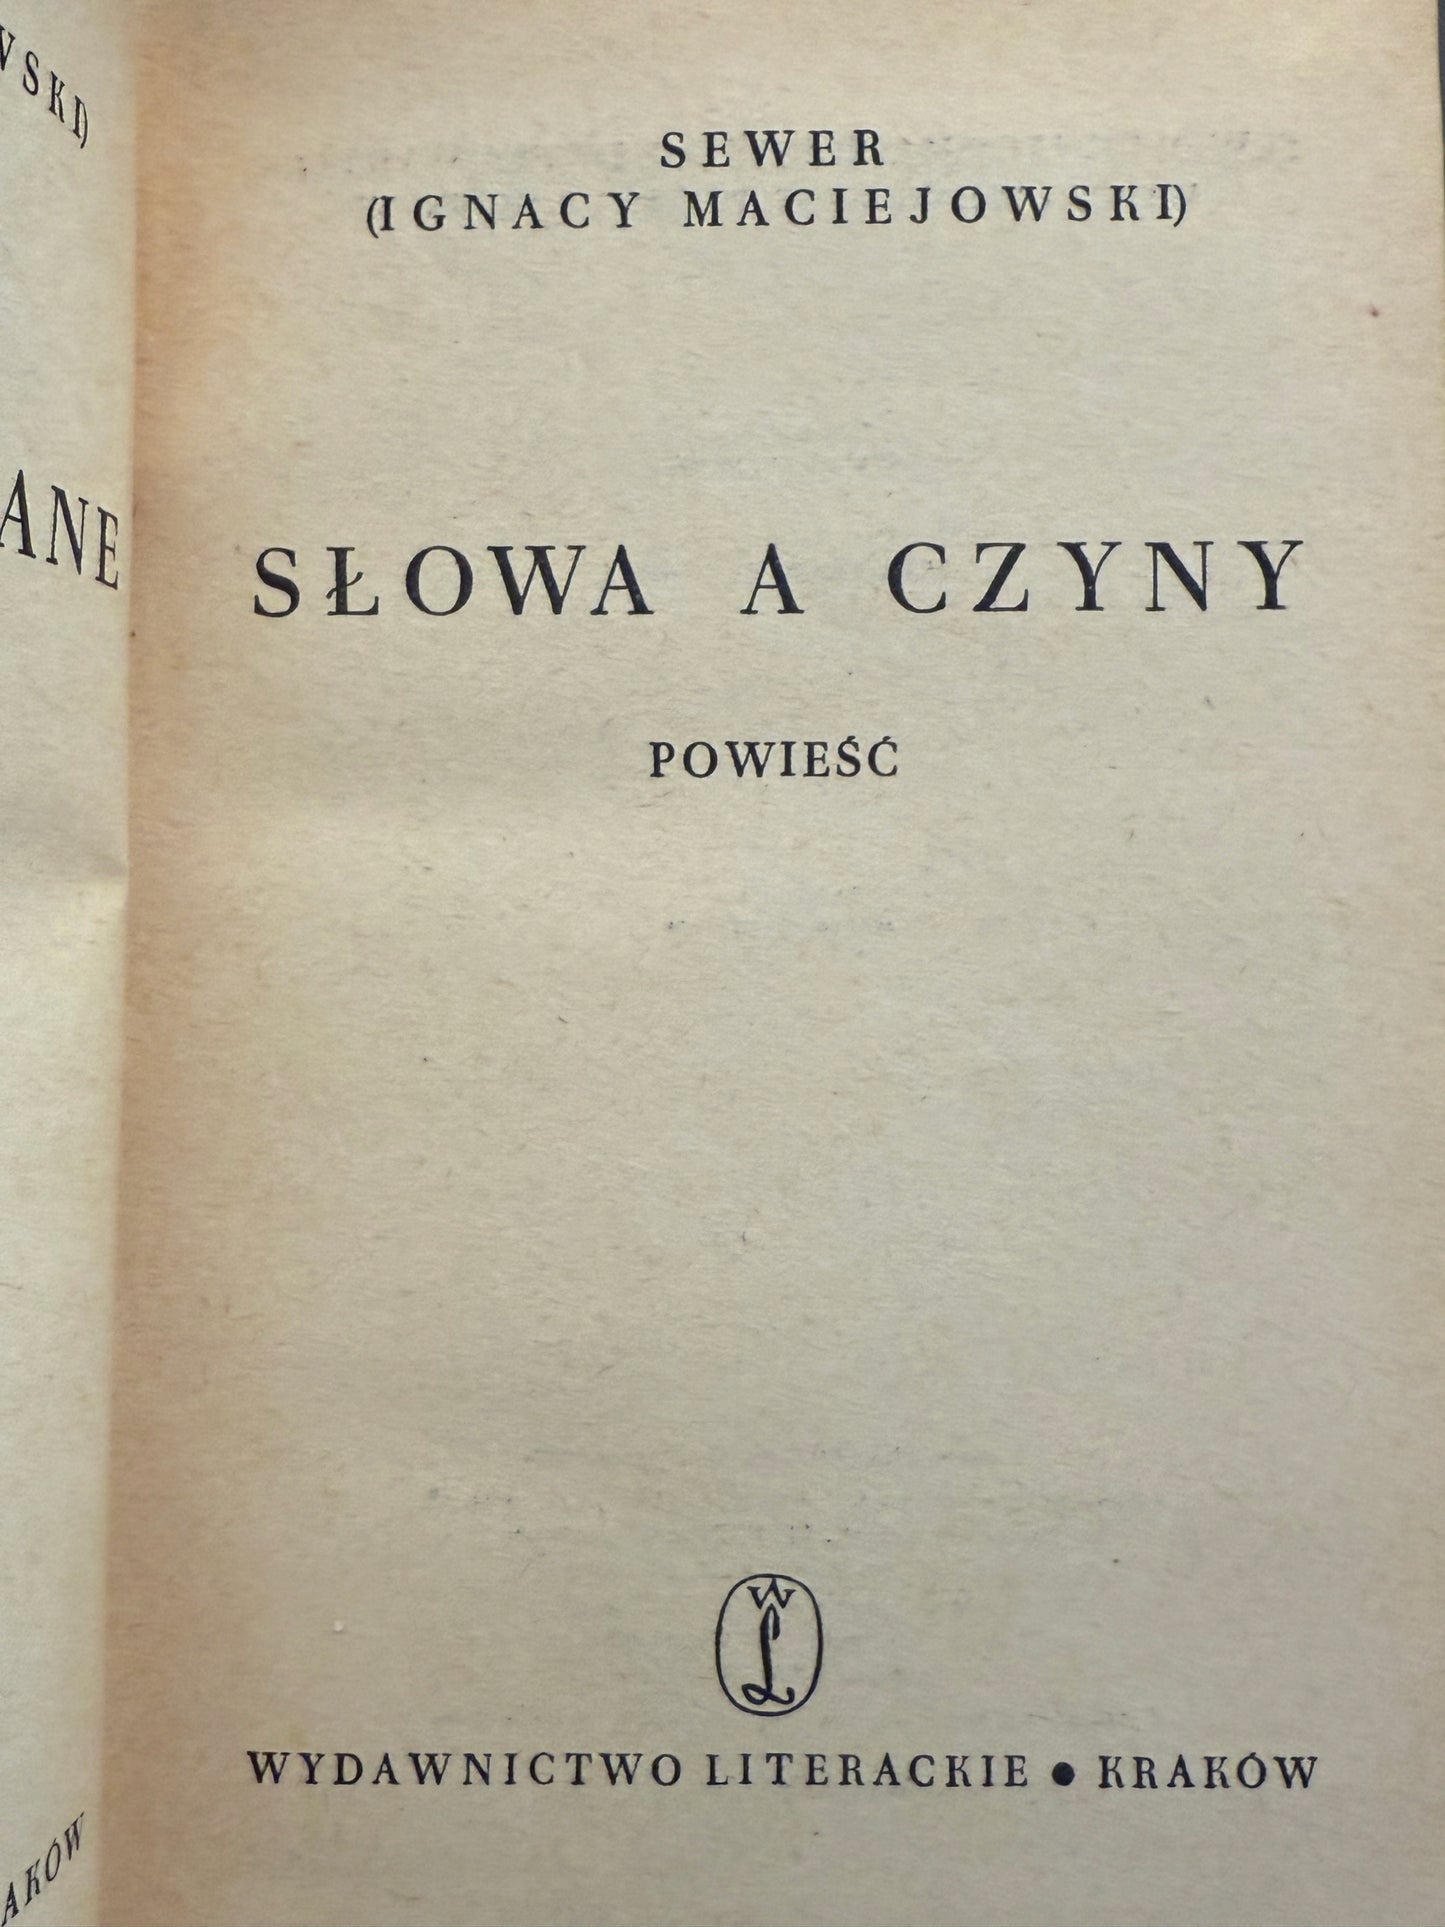 SEWER
(IGNACY MACIEJOWSKI)
SŁOWA A CZYNY
POWIEŚĆ
W
L
WYDAWNICTWO LITERACKIE • KRAKÓW